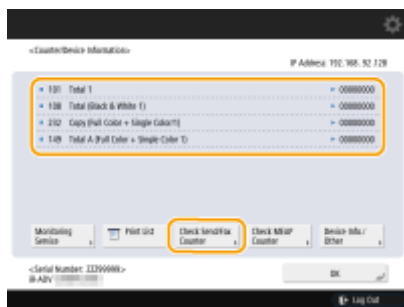 <Counter/Device Information>
IP Address: 192.168.92.128
101 Total 1 00000000
108 Total (Black & White 1) 00000000
232 Copy (Full Color + Single Color/1) 00000000
149 Total A (Full Color + Single Color 1) 00000000
Monitoring Service
Print List
Check Send/Fax Counter
Check MEAP Counter
Device Info./ Other
<Serial Number:
iR-ADV
OK
Log Out